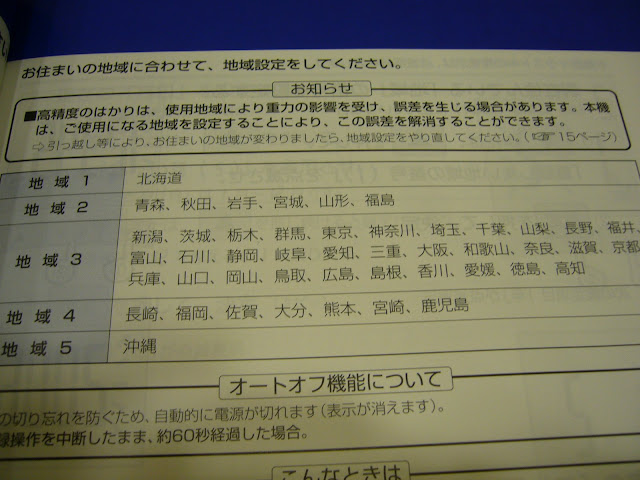 お住まいの地域に合わせて、地域設定をしてください。
お知らせ
■高精度のはかりは、使用地域により重力の影響を受け、誤差を生じる場合があります。本機
は、ご使用になる地域を設定することにより、この誤差を解消することができます。
⇨引っ越し等により、お住まいの地域が変わりましたら、地域設定をやり直してください。(☞15ページ)
地域1 北海道
地域2 青森、秋田、岩手、宮城、山形、福島
地域3 新潟、茨城、栃木、群馬、東京、神奈川、埼玉、千葉、山梨、長野、福井、
富山、石川、静岡、岐阜、愛知、三重、大阪、和歌山、奈良、滋賀、京都
兵庫、山口、岡山、鳥取、広島、島根、香川、愛媛、徳島、高知
地域4 長崎、福岡、佐賀、大分、熊本、宮崎、鹿児島
地域5 沖縄
オートオフ機能について
の切り忘れを防ぐため、自動的に電源が切れます(表示が消えます)。
録操作を中断したまま、約60秒経過した場合。
こんなときは